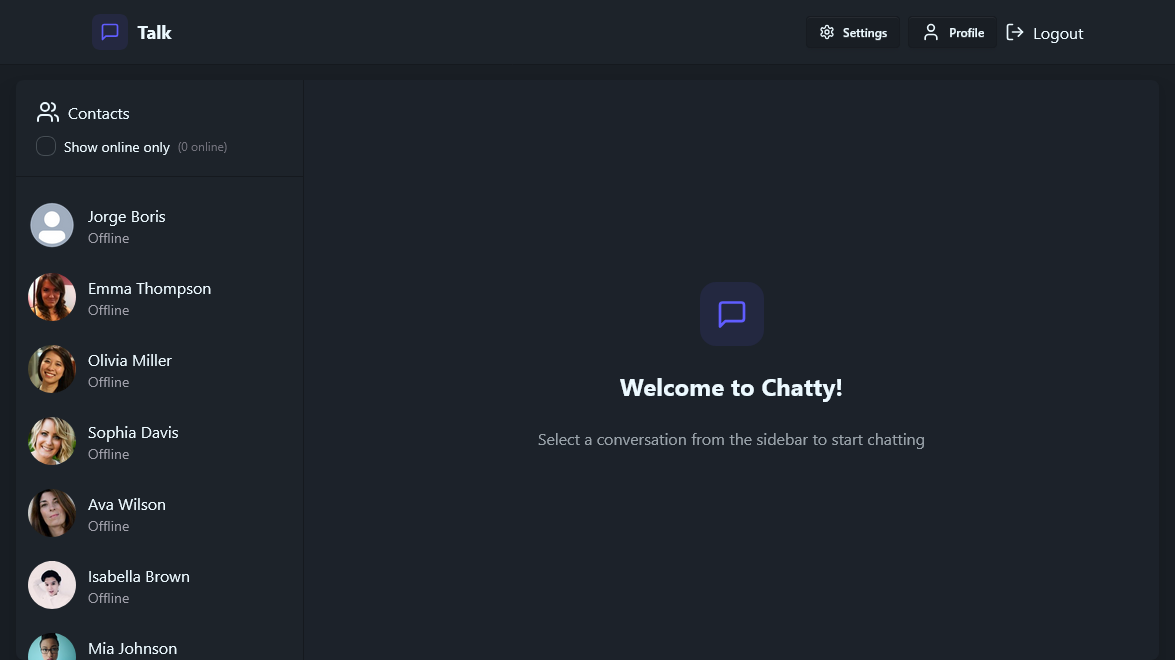 Talk
Settings
Profile
Logout
Contacts
Show online only (0 online)
Jorge Boris
Offline
Emma Thompson
Offline
Olivia Miller
Offline
Sophia Davis
Offline
Ava Wilson
Offline
Isabella Brown
Offline
Mia Johnson
Welcome to Chatty!
Select a conversation from the sidebar to start chatting